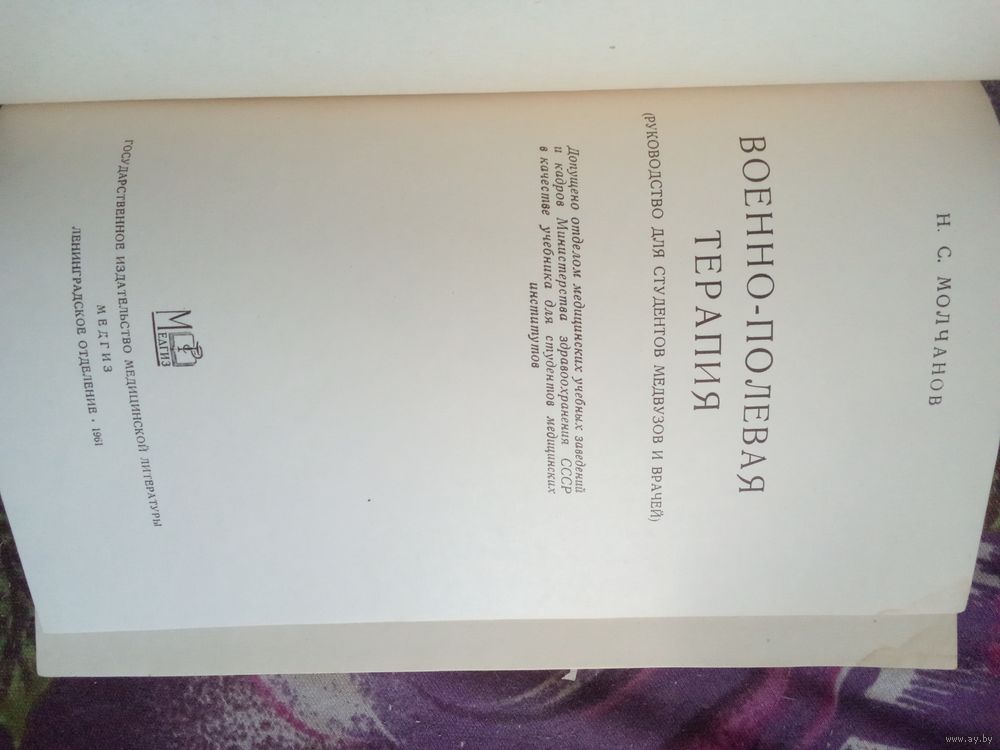 Н. С. МОЛЧАНОВ
ВОЕННО-ПОЛЕВАЯ
ТЕРАПИЯ
(РУКОВОДСТВО ДЛЯ СТУДЕНТОВ МЕДВУЗОВ И ВРАЧЕЙ)
Допущено отделом медицинских учебных заведений
и кадров Министерства здравоохранения СССР
в качестве учебника для студентов медицинских
институтов
МЕДГИЗ
ГОСУДАРСТВЕННОЕ ИЗДАТЕЛЬСТВО МЕДИЦИНСКОЙ ЛИТЕРАТУРЫ
МЕДГИЗ
ЛЕНИНГРАДСКОЕ ОТДЕЛЕНИЕ · 1961
www.ay.by